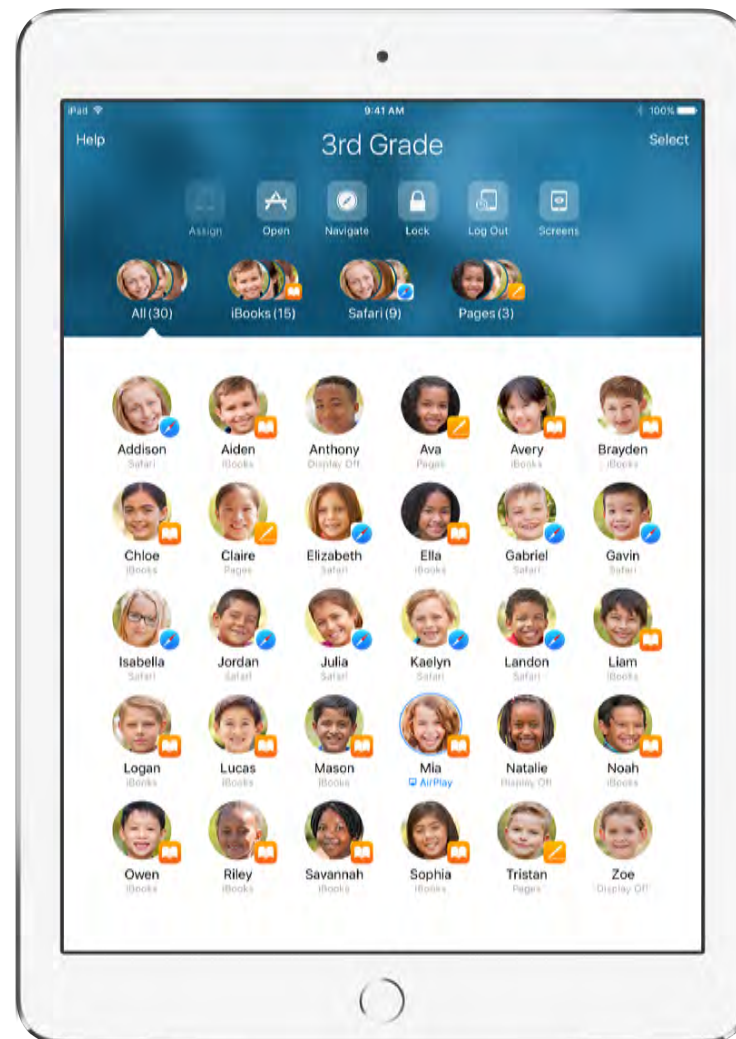 iPad 9:41 AM 100%
Help 3rd Grade Select
Assign Open Navigate Lock Log Out Screens
All (30) iBooks (15) Safari (9) Pages (3)
Addison Aiden Anthony Ava Avery Brayden
Safari iBooks Display Off Pages iBooks iBooks
Chloe Claire Elizabeth Ella Gabriel Gavin
iBooks Pages Safari iBooks Safari Safari
Isabella Jordan Julia Kaelyn Landon Liam
Safari Safari Safari Safari Safari iBooks
Logan Lucas Mason Mia Natalie Noah
iBooks iBooks iBooks AirPlay Display Off iBooks
Owen Riley Savannah Sophia Tristan Zoe
iBooks iBooks iBooks iBooks Pages Display Off